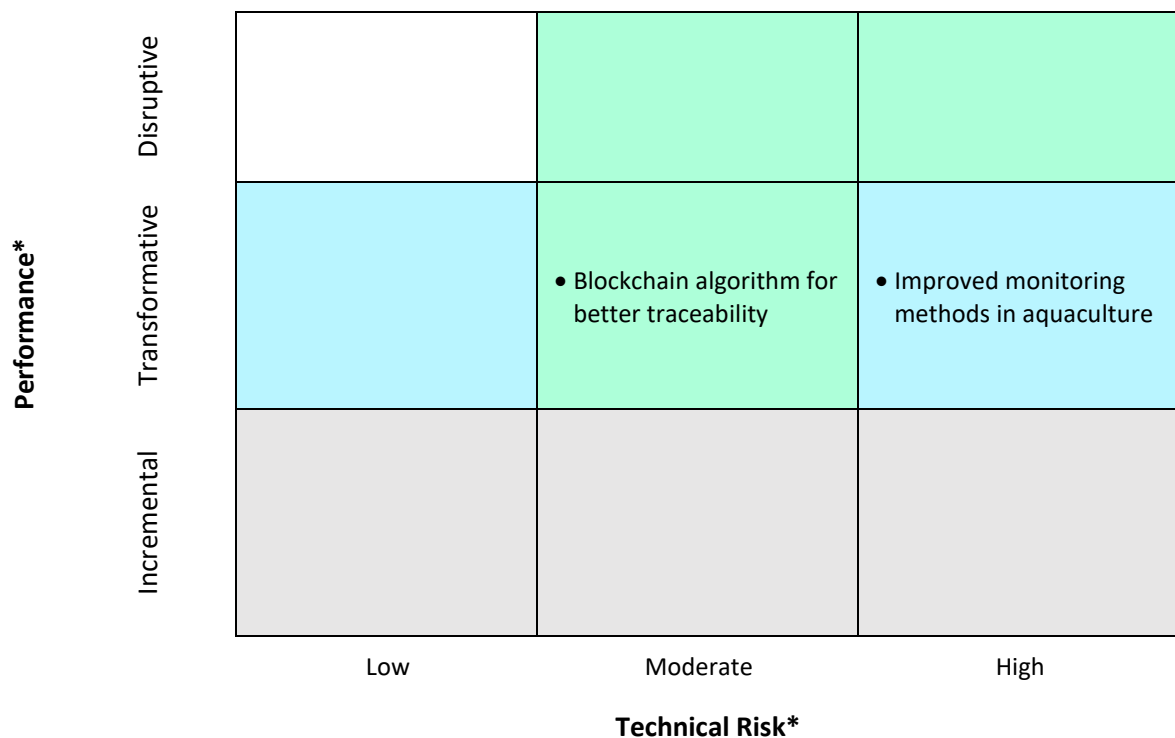 Performance*
Disruptive
Transformative
Incremental
• Blockchain algorithm for
better traceability
• Improved monitoring
methods in aquaculture
Low
Moderate
High
Technical Risk*